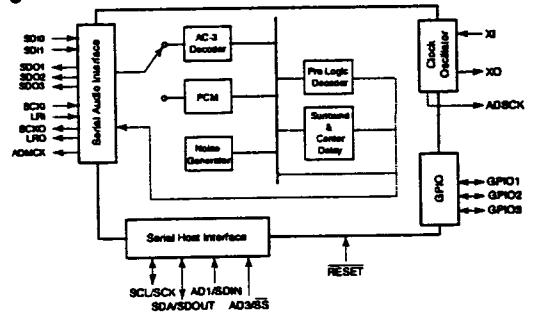 SDI0
SDI1
SDO1
SDO2
SDO3
SCKI
LRI
SCKO
LRO
ADMCK
Serial Audio Interface
AC-3
Decoder
PCM
Noise
Generator
Pro Logic
Decoder
Surround
&
Center
Delay
Clock
Oscillator
XI
XO
ADSCK
GPIO
GPIO1
GPIO2
GPIO3
Serial Host Interface
RESET
SCL/SCK AD1/SDIN
SDA/SDOUT AD3/SS